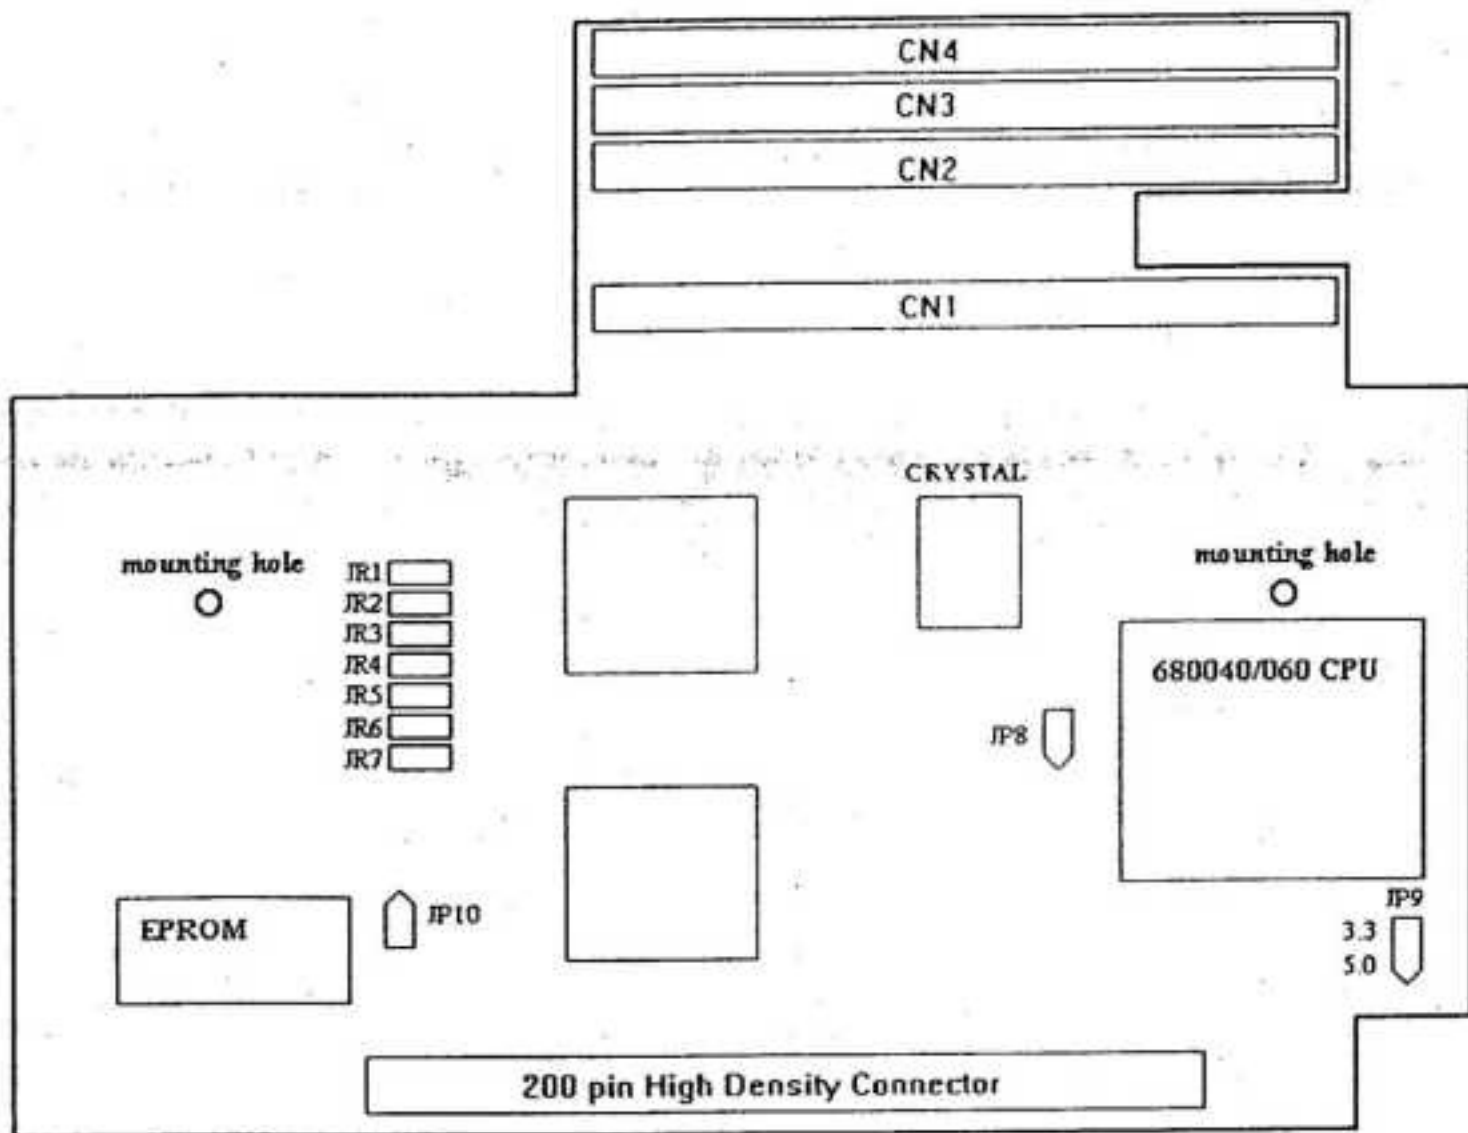 CN4
CN3
CN2
CN1
CRYSTAL
mounting hole
mounting hole
JR1
JR2
JR3
JR4
JR5
JR6
JR7
680040/060 CPU
JP8
JP9
3.3
5.0
EPROM
JP10
200 pin High Density Connector